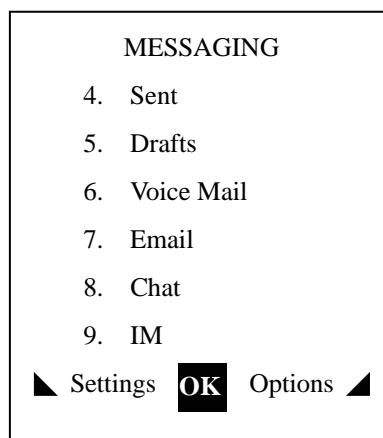 MESSAGING
4. Sent
5. Drafts
6. Voice Mail
7. Email
8. Chat
9. IM
Settings OK Options